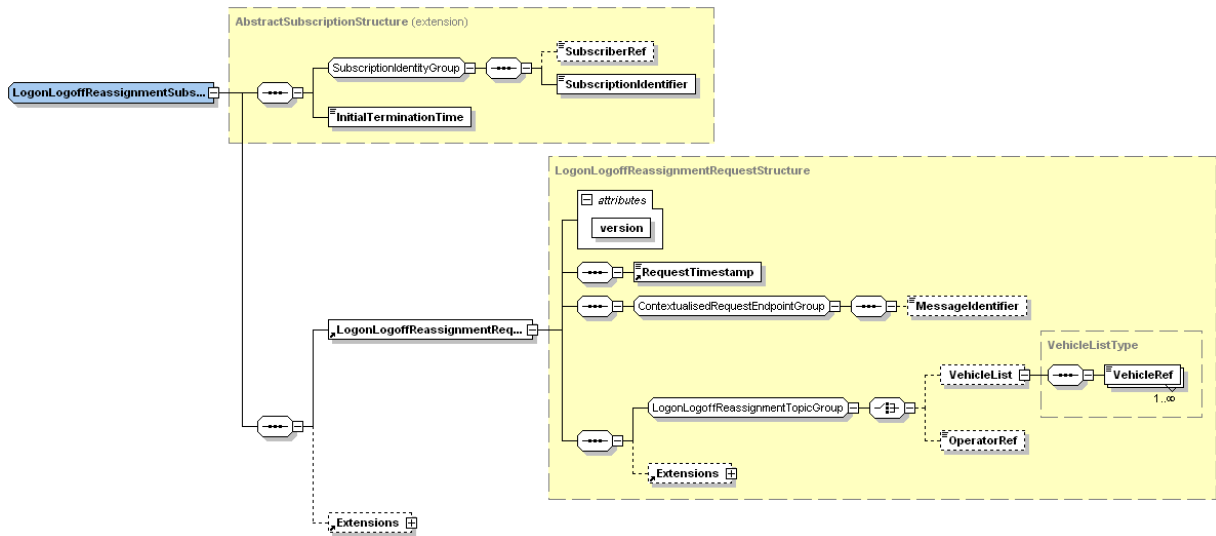 AbstractSubscriptionStructure (extension)
SubscriberRef
SubscriptionIdentityGroup
SubscriptionIdentifier
LogonLogoffReassignmentSubs...
InitialTerminationTime
LogonLogoffReassignmentRequestStructure
attributes
version
RequestTimestamp
ContextualisedRequestEndpointGroup
MessageIdentifier
LogonLogoffReassignmentReq...
VehicleListType
VehicleList
VehicleRef
1..∞
LogonLogoffReassignmentTopicGroup
OperatorRef
Extensions
Extensions